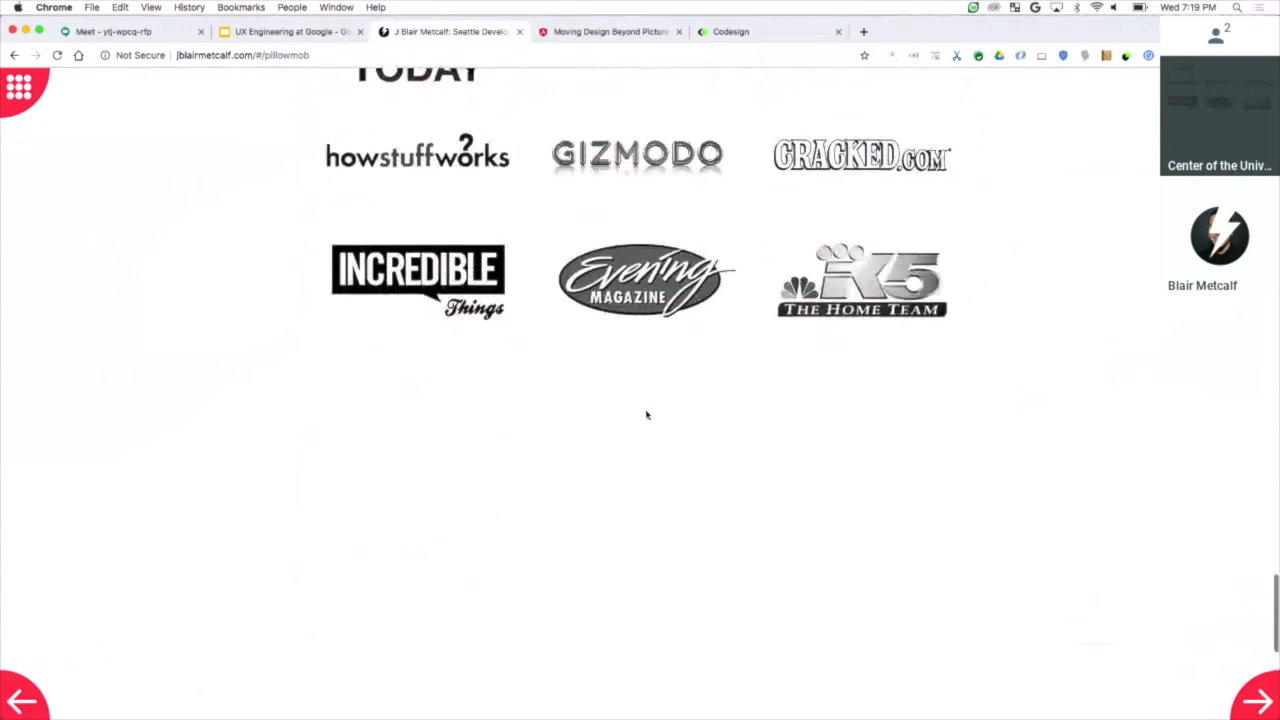 Chrome File Edit View History Bookmarks People Window Help Wed 7:19 PM
Meet - ytj-wpcq-rfp UX Engineering at Google - Go J Blair Metcalf: Seattle Develo Moving Design Beyond Picture Codesign
Not Secure jblairmetcalf.com/#/pillowmob
2
TODAY
howstuffworks GIZMODO CRACKED.COM
Center of the Univ...
INCREDIBLE
Things
Evening
MAGAZINE
K5
THE HOME TEAM
Blair Metcalf